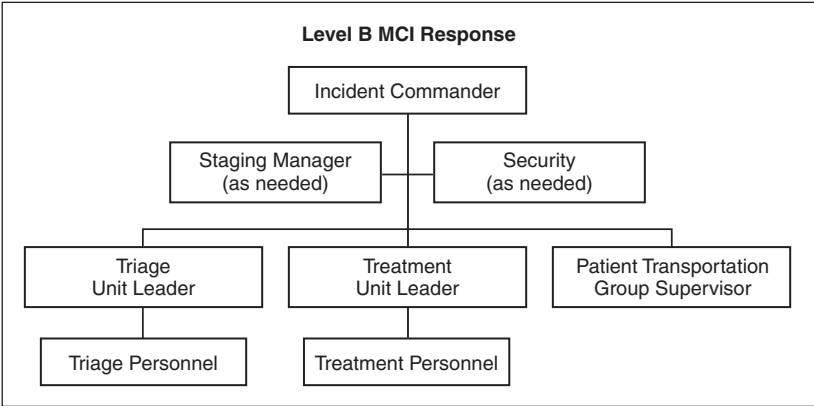 Level B MCI Response
Incident Commander
Staging Manager
(as needed)
Security
(as needed)
Triage
Unit Leader
Treatment
Unit Leader
Patient Transportation
Group Supervisor
Triage Personnel
Treatment Personnel